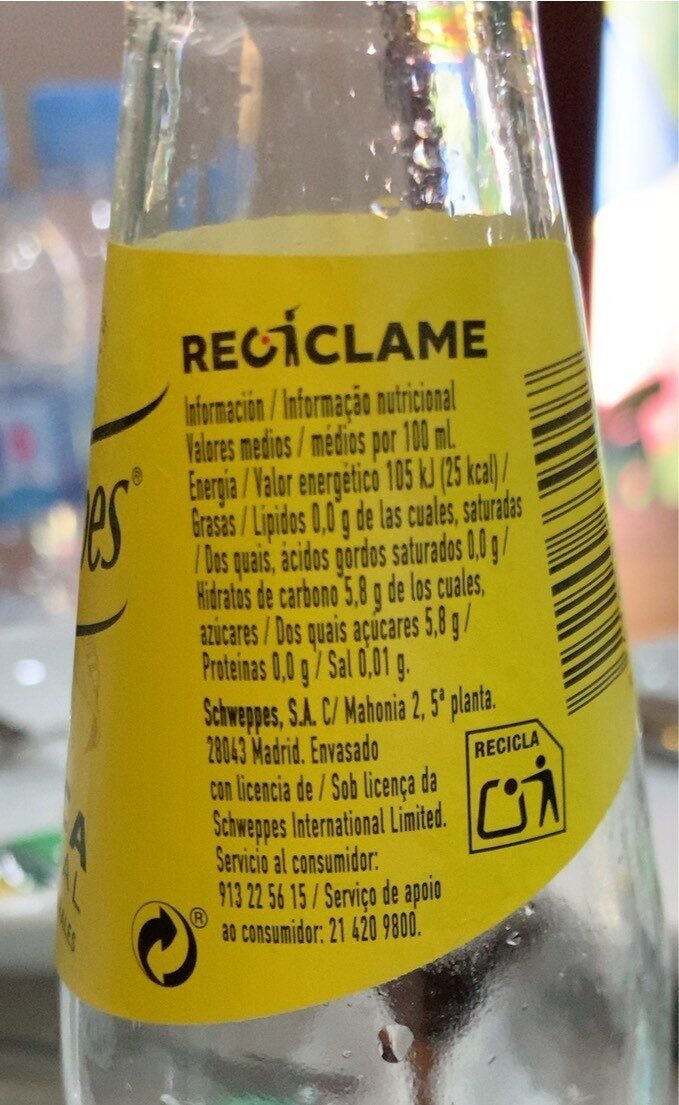 RECICLAME
Información / Informação nutricional
Valores medios / médios por 100 ml.
Energía / Valor energético 105 kJ (25 kcal) /
Grasas / Lípidos 0,0 g de las cuales, saturadas
/ Dos quais, ácidos gordos saturados 0,0 g /
Hidratos de carbono 5,8 g de los cuales,
azúcares / Dos quais açúcares 5,8 g /
Proteínas 0,0 g / Sal 0,01 g.
Schweppes, S.A. C/ Mahonia 2, 5ª planta.
28043 Madrid. Envasado
con licencia de / Sob licença da
Schweppes International Limited.
Servicio al consumidor:
913 22 56 15 / Serviço de apoio
ao consumidor: 21 420 9800.
RECICLA
®
pes®